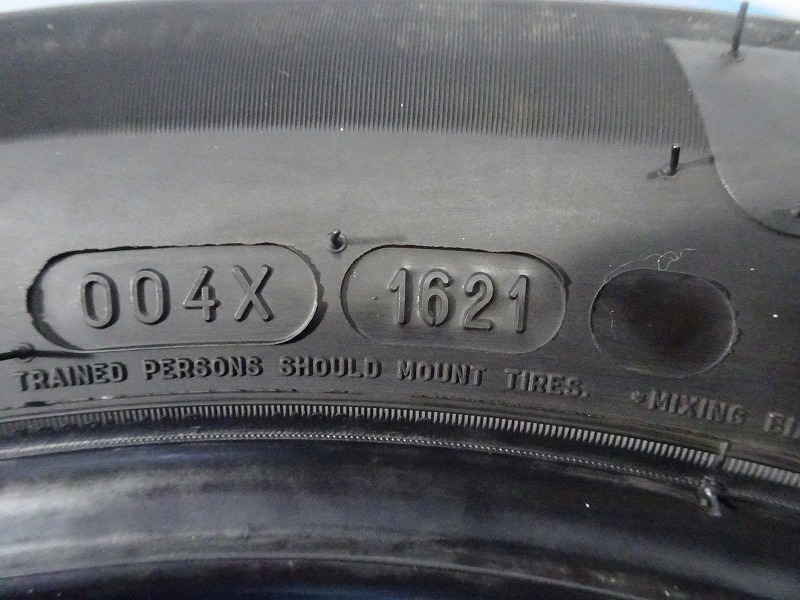 004X 1621
TRAINED PERSONS SHOULD MOUNT TIRES. *MIXING